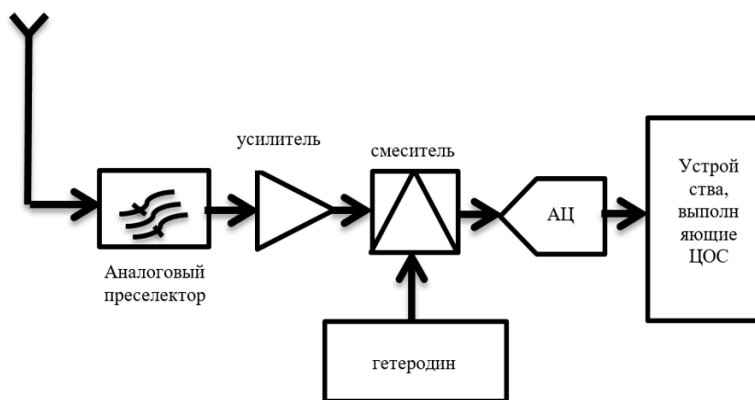 усилитель
смеситель
Аналоговый
преселектор
гетеродин
АЦ
Устрой
ства,
выполн
яющие
ЦОС